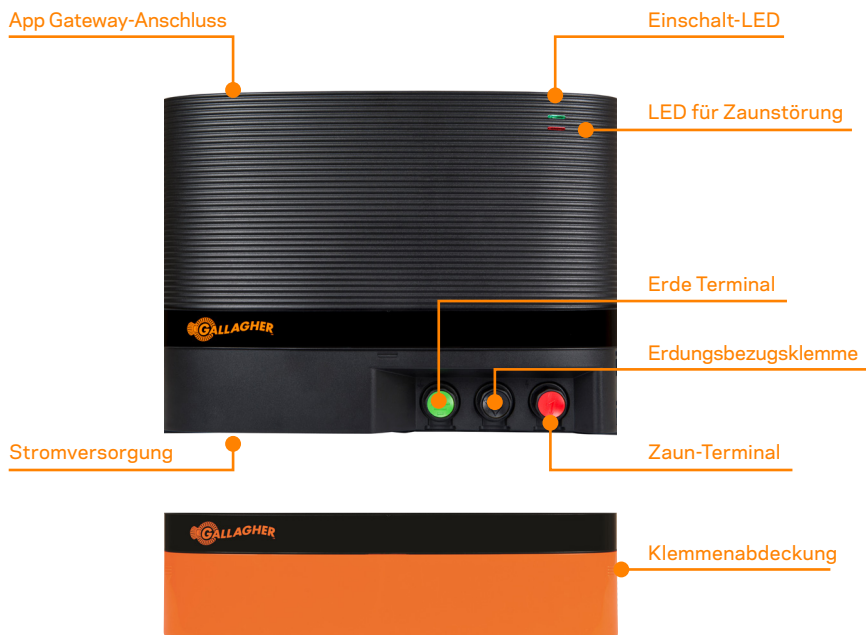 App Gateway-Anschluss
Einschalt-LED
LED für Zaunstörung
Erde Terminal
GALLAGHER
Erdungsbezugsklemme
Stromversorgung
Zaun-Terminal
GALLAGHER
Klemmenabdeckung